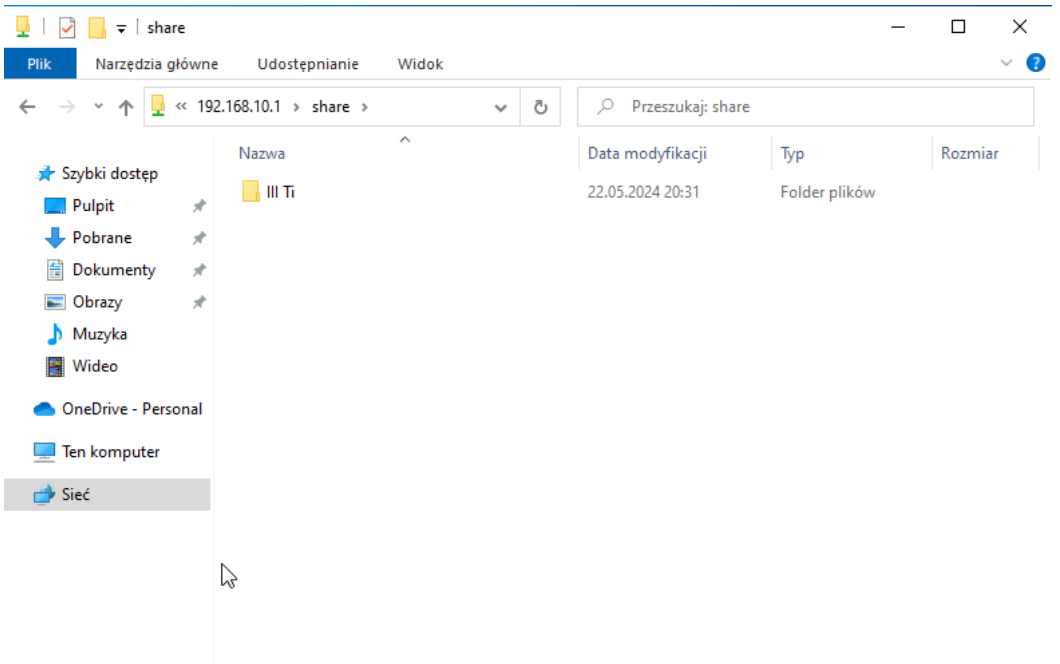 share
Plik Narzędzia główne Udostępnianie Widok
« 192.168.10.1 › share › Przeszukaj: share
Nazwa Data modyfikacji Typ Rozmiar
III Ti 22.05.2024 20:31 Folder plików
Szybki dostęp
Pulpit
Pobrane
Dokumenty
Obrazy
Muzyka
Wideo
OneDrive - Personal
Ten komputer
Sieć